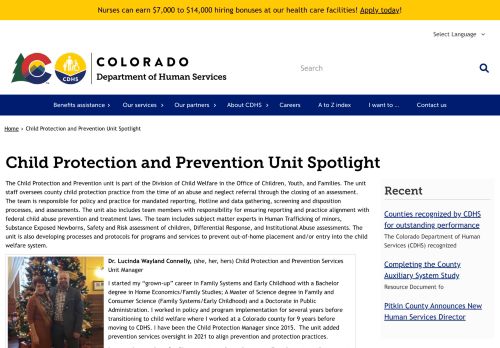 Nurses can earn $7,000 to $14,000 hiring bonuses at our health care facilities! Apply today!
Select Language
COLORADO
Department of Human Services
CDHS
Search
Benefits assistance
Our services
Our partners
About CDHS
Careers
A to Z index
I want to ...
Contact us
Home › Child Protection and Prevention Unit Spotlight
Child Protection and Prevention Unit Spotlight
The Child Protection and Prevention unit is part of the Division of Child Welfare in the Office of Children, Youth, and Families. The unit
staff oversees county child protection practice from the time of an abuse and neglect referral through the closing of an assessment.
The team is responsible for policy and practice for mandated reporting, Hotline and data gathering, screening and disposition
processes, and assessments. The unit also includes team members with responsibility for ensuring reporting and practice alignment with
federal child abuse prevention and treatment laws. The team includes subject matter experts in Human Trafficking of minors,
Substance Exposed Newborns, Safety and Risk assessment of children, Differential Response, and Institutional Abuse assessments. The
unit is also developing processes and protocols for programs and services to prevent out-of-home placement and/or entry into the child
welfare system.
Dr. Lucinda Wayland Connelly, (she, her, hers) Child Protection and Prevention Services
Unit Manager
I started my “grown-up” career in Family Systems and Early Childhood with a Bachelor
degree in Home Economics/Family Studies; A Master of Science degree in Family and
Consumer Science (Family Systems/Early Childhood) and a Doctorate in Public
Administration. I worked in policy and program implementation for several years before
transitioning to child welfare where I worked at a Colorado county for 9 years before
moving to CDHS. I have been the Child Protection Manager since 2015. The unit added
prevention services oversight in 2021 to align prevention and protection practices.
Recent
Counties recognized by CDHS
for outstanding performance
The Colorado Department of Human
Services (CDHS) recognized
Completing the County
Auxiliary System Study
Resource Document fo
Pitkin County Announces New
Human Services Director